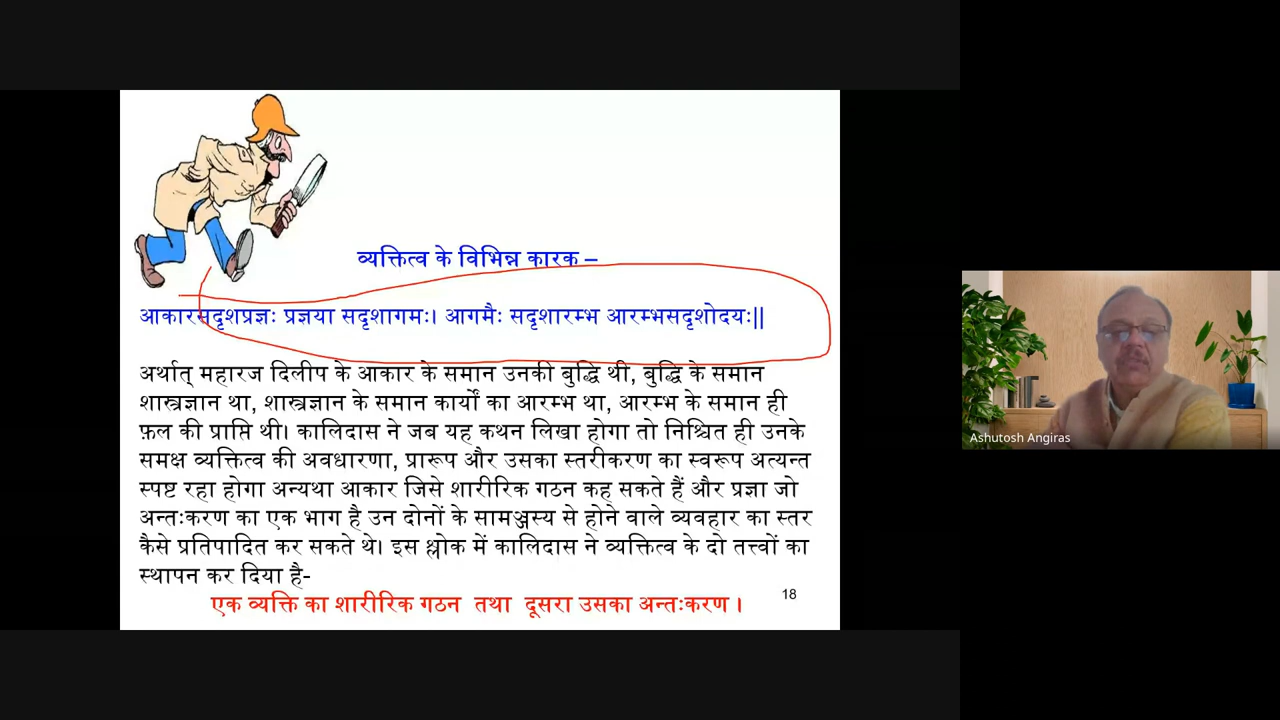 व्यक्तित्व के विभिन्न कारक –
आकारसदृशप्रज्ञः प्रज्ञया सदृशागमः। आगमैः सदृशारम्भ आरम्भसदृशोदयः||
अर्थात् महारज दिलीप के आकार के समान उनकी बुद्धि थी, बुद्धि के समान
शास्त्रज्ञान था, शास्त्रज्ञान के समान कार्यों का आरम्भ था, आरम्भ के समान ही
फ़ल की प्राप्ति थी। कालिदास ने जब यह कथन लिखा होगा तो निश्चित ही उनके
समक्ष व्यक्तित्व की अवधारणा, प्रारूप और उसका स्तरीकरण का स्वरूप अत्यन्त
स्पष्ट रहा होगा अन्यथा आकार जिसे शारीरिक गठन कह सकते हैं और प्रज्ञा जो
अन्तःकरण का एक भाग है उन दोनों के सामञ्जस्य से होने वाले व्यवहार का स्तर
कैसे प्रतिपादित कर सकते थे। इस श्लोक में कालिदास ने व्यक्तित्व के दो तत्त्वों का
स्थापन कर दिया है-
एक व्यक्ति का शारीरिक गठन तथा दूसरा उसका अन्तःकरण ।
18
Ashutosh Angiras